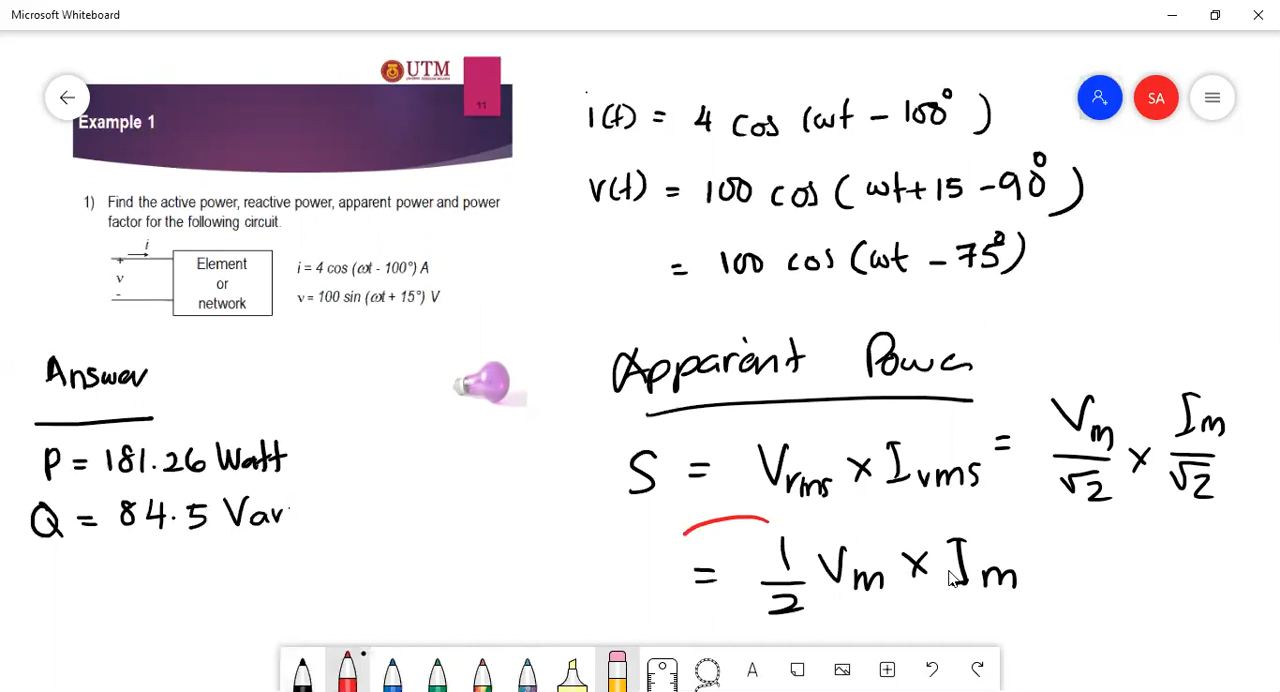 Microsoft Whiteboard
UTM
11
Example 1
1) Find the active power, reactive power, apparent power and power
factor for the following circuit.
i
+
v
-
Element
or
network
i = 4 cos (ωt - 100°) A
v = 100 sin (ωt + 15°) V
Answer
P = 181.26 Watt
Q = 84.5 Var
i(t) = 4 cos (ωt - 100°)
v(t) = 100 cos (ωt + 15 - 90°)
= 100 cos (ωt - 75°)
SA
Apparent Power
S = Vrms × Irms = Vm/√2 × Im/√2
= 1/2 Vm × Im
A